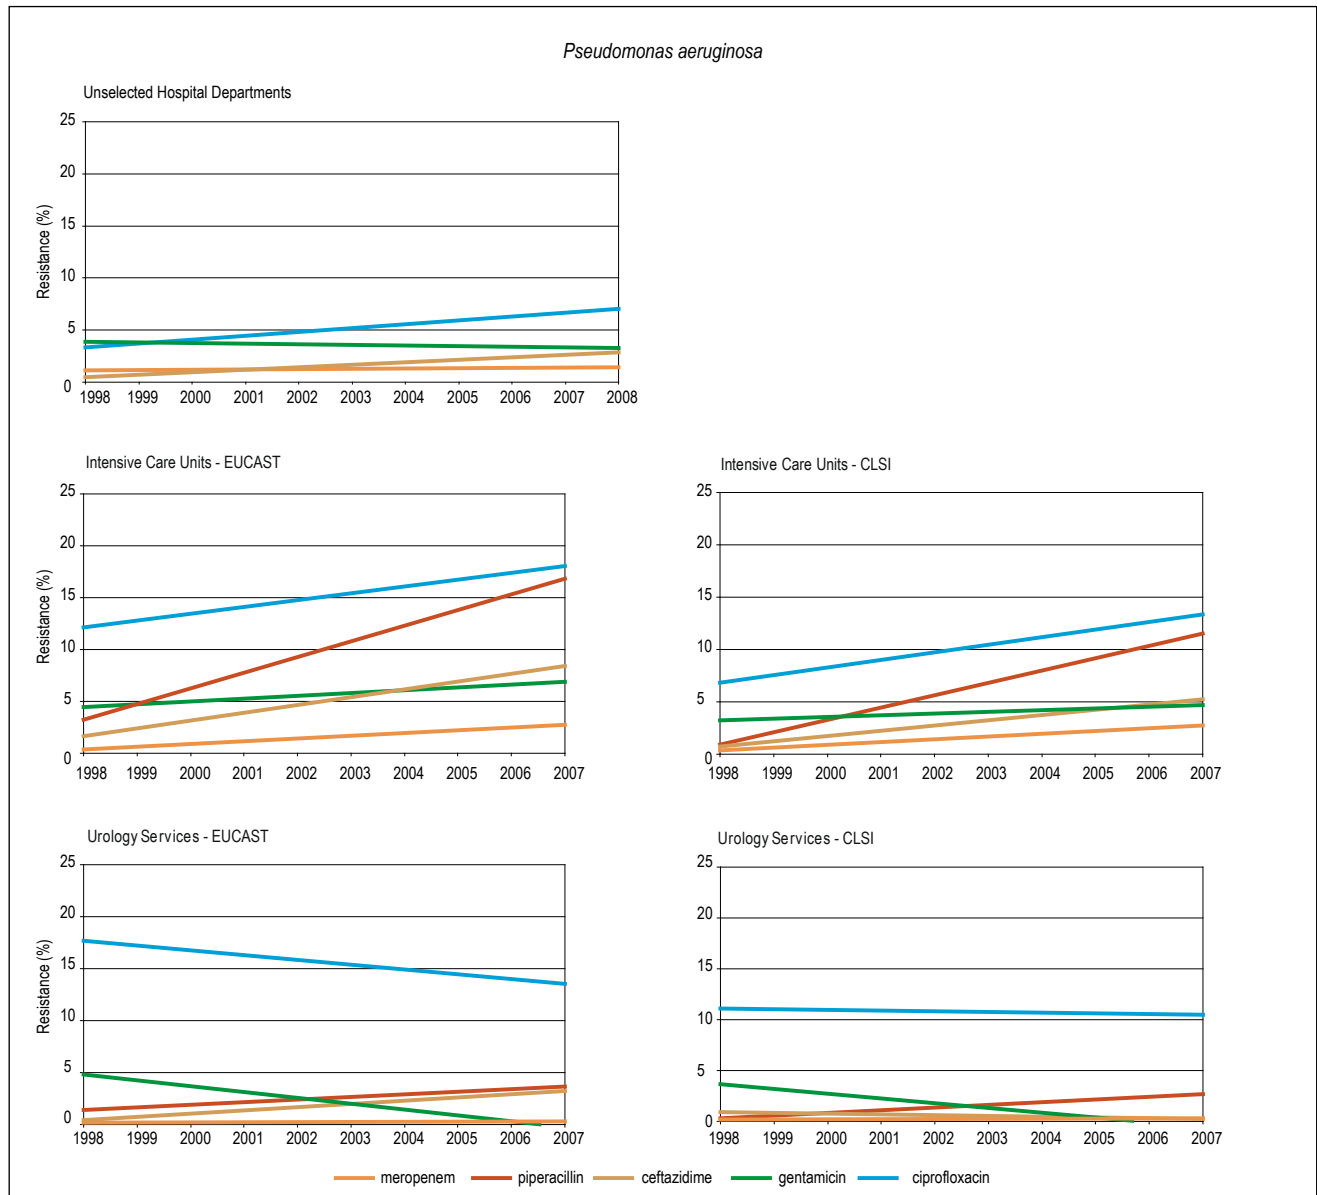 Pseudomonas aeruginosa
Unselected Hospital Departments
Resistance (%)
25
20
15
10
5
0
1998 1999 2000 2001 2002 2003 2004 2005 2006 2007 2008
Intensive Care Units - EUCAST
Resistance (%)
25
20
15
10
5
0
1998 1999 2000 2001 2002 2003 2004 2005 2006 2007
Intensive Care Units - CLSI
25
20
15
10
5
0
1998 1999 2000 2001 2002 2003 2004 2005 2006 2007
Urology Services - EUCAST
Resistance (%)
25
20
15
10
5
0
1998 1999 2000 2001 2002 2003 2004 2005 2006 2007
Urology Services - CLSI
25
20
15
10
5
0
1998 1999 2000 2001 2002 2003 2004 2005 2006 2007
meropenem piperacillin ceftazidime gentamicin ciprofloxacin